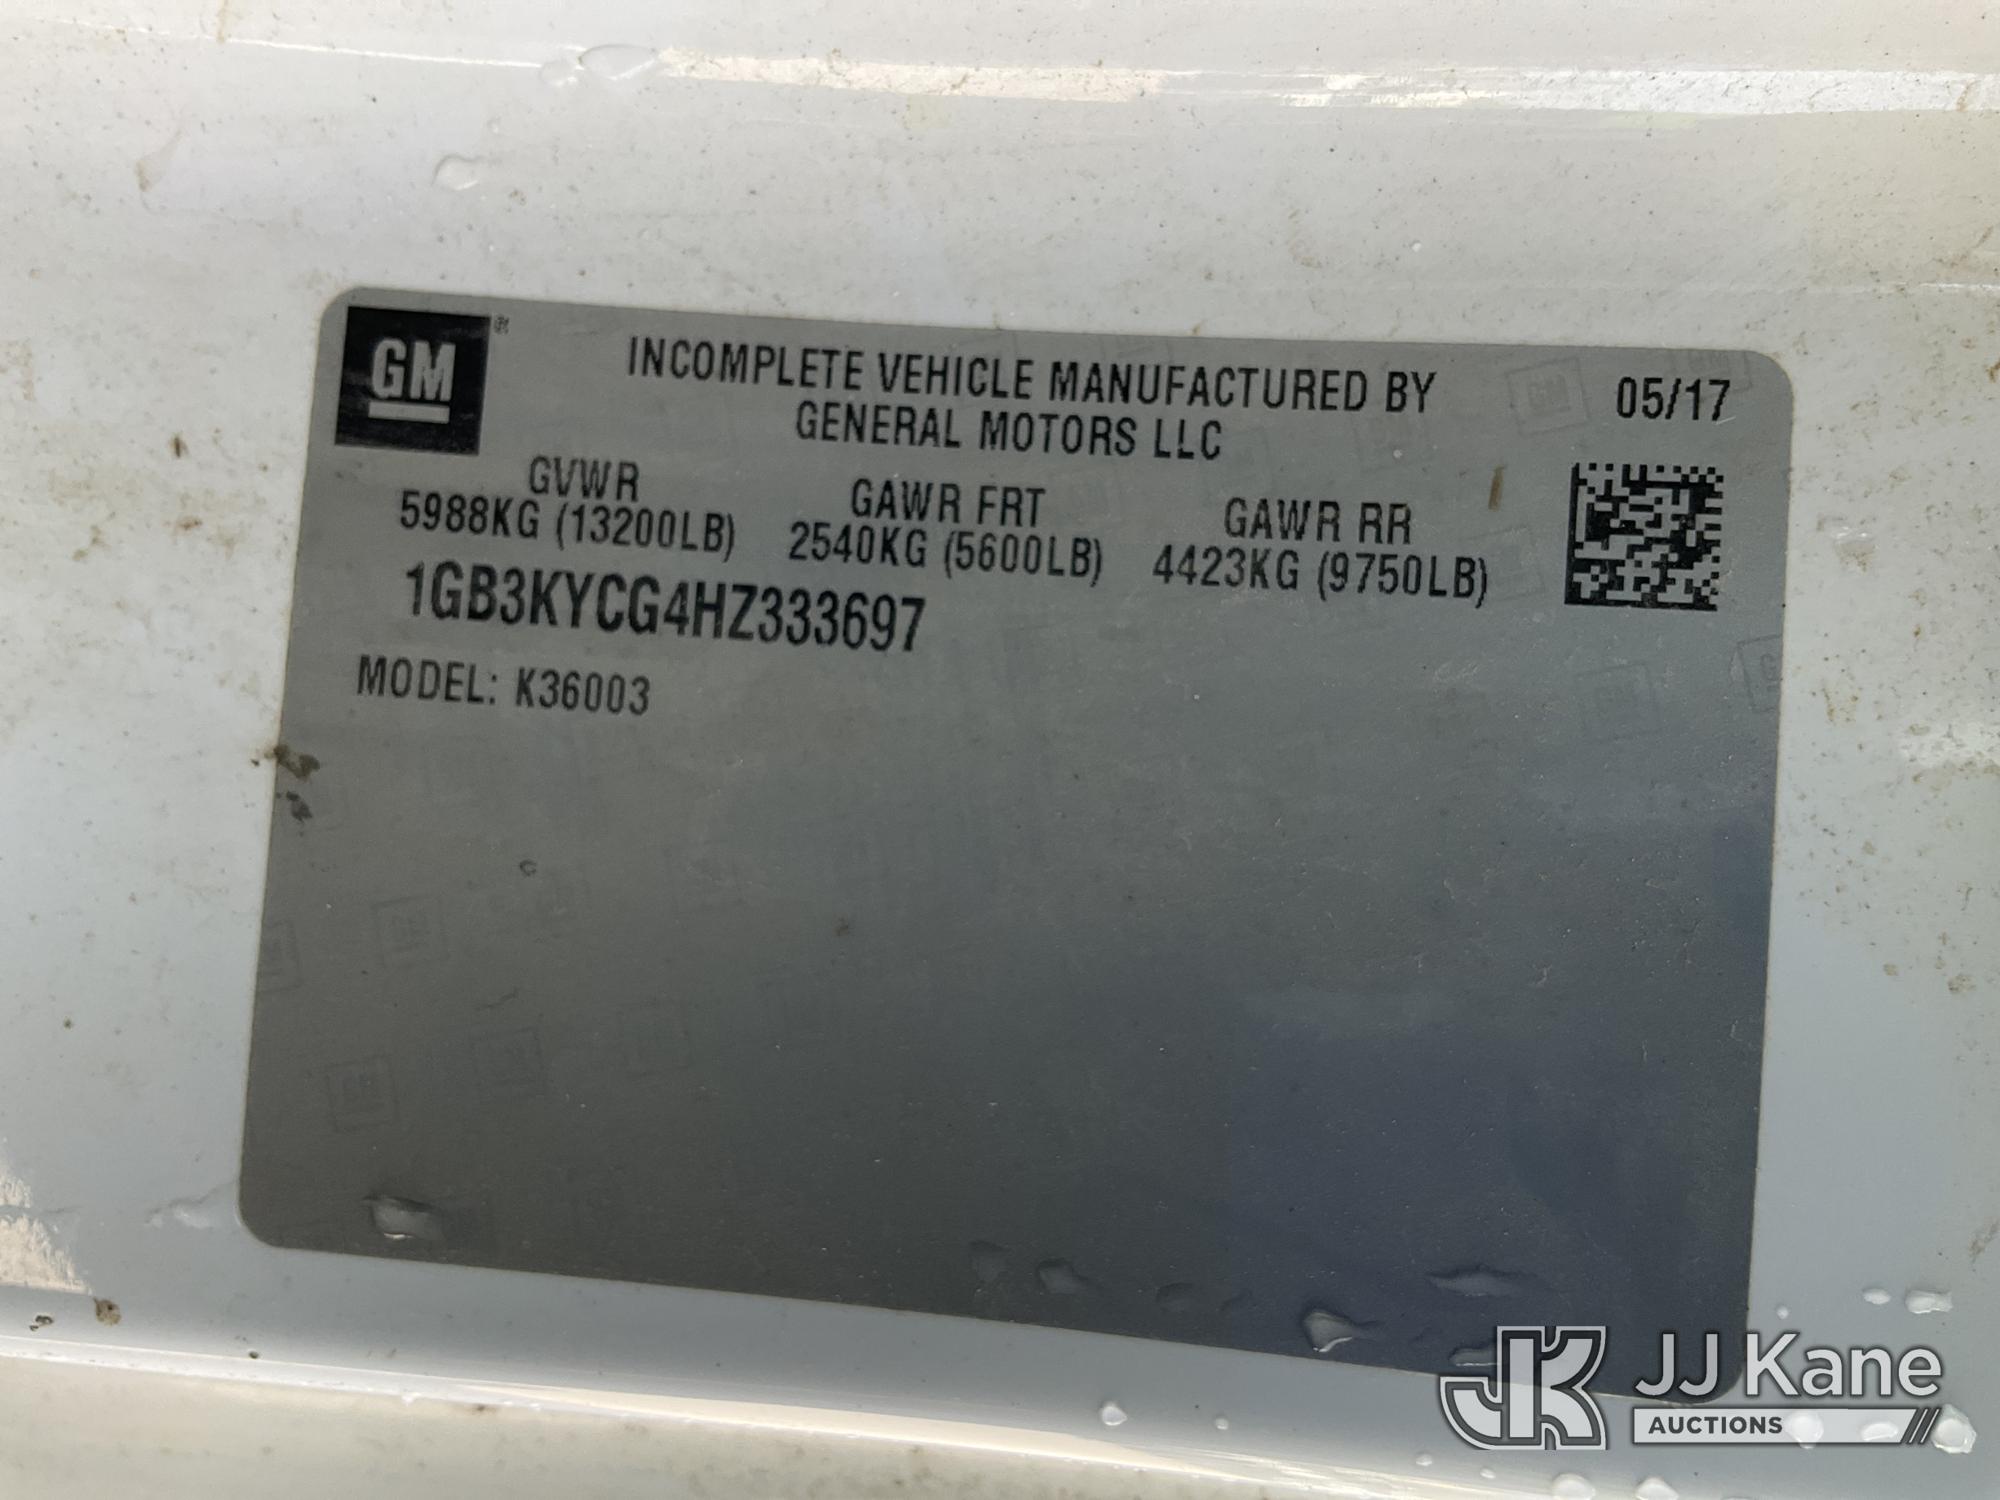 GM ®
INCOMPLETE VEHICLE MANUFACTURED BY
GENERAL MOTORS LLC
05/17
GVWR
5988KG (13200LB)
GAWR FRT
2540KG (5600LB)
GAWR RR
4423KG (9750LB)
1GB3KYCG4HZ333697
MODEL: K36003
JK JJ Kane
AUCTIONS